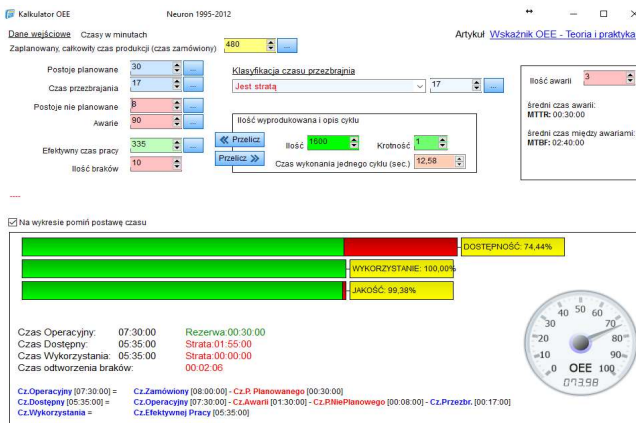 Kalkulator OEE Neuron 1995-2012
Dane wejściowe Czasy w minutach Artykuł Wskaźnik OEE - Teoria i praktyka
Zaplanowany, całkowity czas produkcji (czas zamówiony) 480 ...
Postoje planowane 30 ...
Czas przezbrajania 17 ...
Postoje nie planowane 8 ...
Awarie 90 ...
Efektywny czas pracy 335 ...
Ilość braków 10
Klasyfikacja czasu przezbrajnia
Jest stratą 17 ...
Ilość wyprodukowana i opis cyklu
Przelicz
Przelicz
Ilość 1600 Krotność 1
Czas wykonania jednego cyklu (sec.) 12,58
Ilość awarii 3
średni czas awarii:
MTTR: 00:30:00
średni czas między awariami:
MTBF: 02:40:00
----
Na wykresie pomiń postawę czasu
DOSTĘPNOŚĆ: 74,44%
WYKORZYSTANIE: 100,00%
JAKOŚĆ: 99,38%
Czas Operacyjny: 07:30:00 Rezerwa:00:30:00
Czas Dostępny: 05:35:00 Strata:01:55:00
Czas Wykorzystania: 05:35:00 Strata:00:00:00
Czas odtworzenia braków: 00:02:06
Cz.Operacyjny [07:30:00] = Cz.Zamówiony [08:00:00] - Cz.P. Planowanego [00:30:00]
Cz.Dostępny [05:35:00] = Cz.Operacyjny [07:30:00] - Cz.Awarii [01:30:00] - Cz.P.NiePlanowego [00:08:00] - Cz.Przezbr. [00:17:00]
Cz.Wykorzystania = Cz.Efektywnej Pracy [05:35:00]
0 10 20 30 40 50 60 70 80 90 100
OEE
073.98